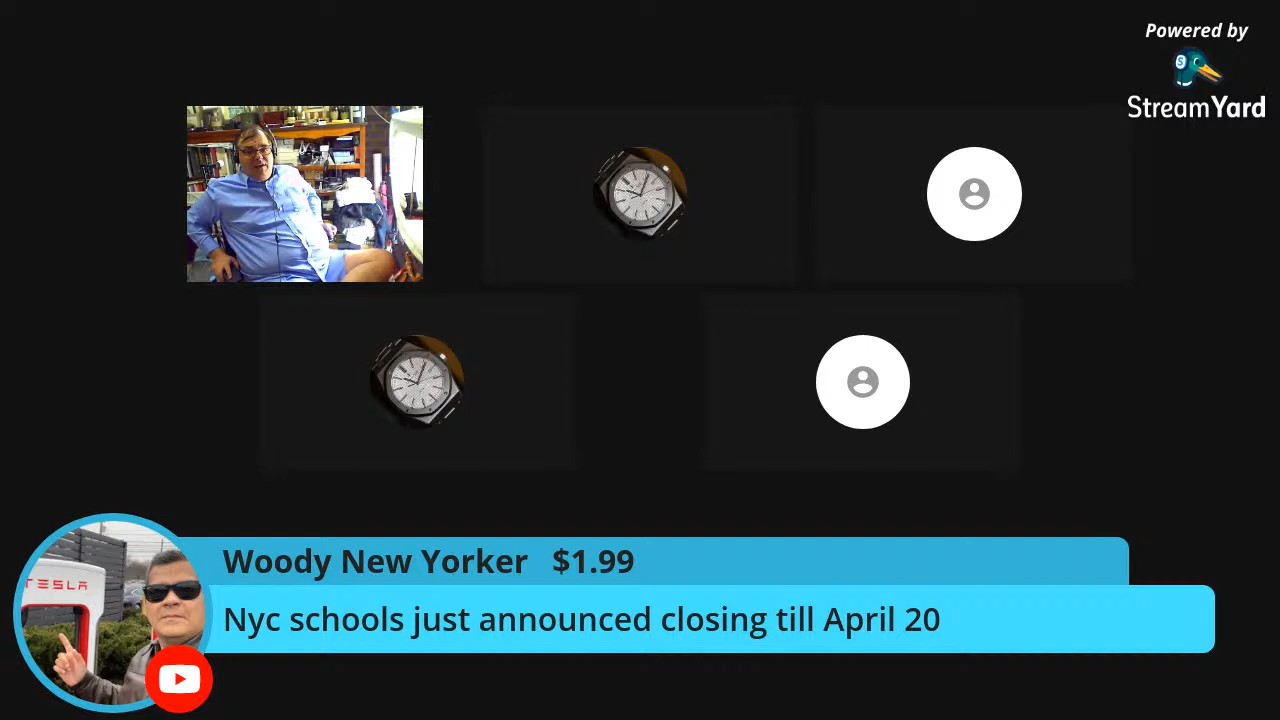 Powered by
StreamYard
Woody New Yorker $1.99
Nyc schools just announced closing till April 20
TESLA